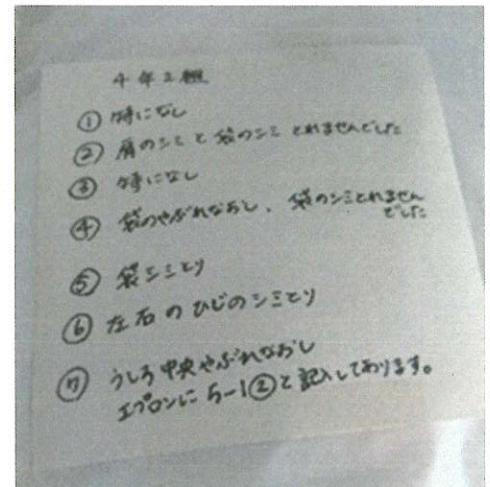 4年2組
① 特になし
② 肩のシミと袋のシミ とれませんでした
③ 特になし
④ 袋のやぶれなおし、袋のシミとれません
でした
⑤ 袋シミとり
⑥ 左右のひじのシミとり
⑦ うしろ中央やぶれなおし
エプロンに5-1②と記入してあります。